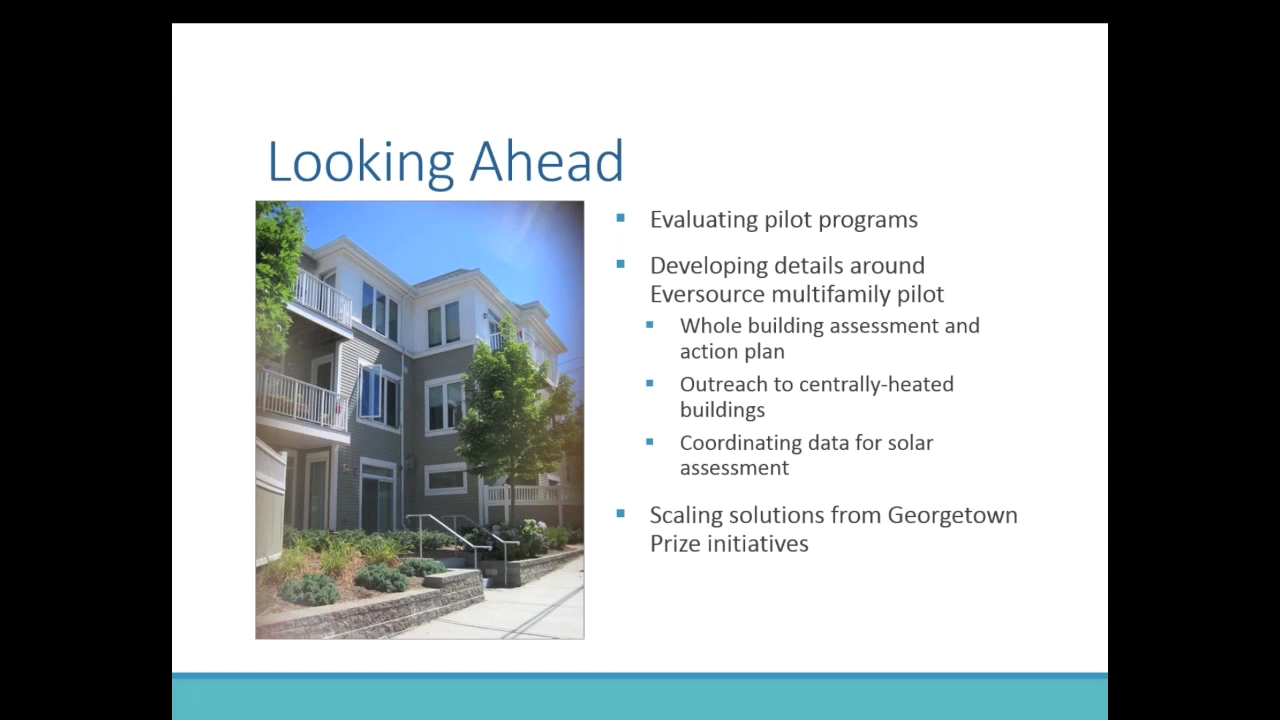 Looking Ahead
Evaluating pilot programs
Developing details around
Eversource multifamily pilot
Whole building assessment and
action plan
Outreach to centrally-heated
buildings
Coordinating data for solar
assessment
Scaling solutions from Georgetown
Prize initiatives